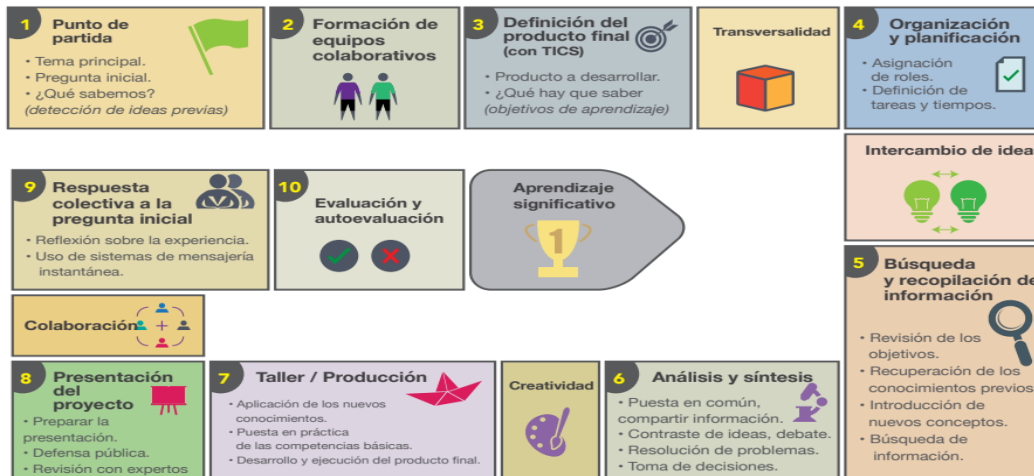 1 Punto de
partida
• Tema principal.
• Pregunta inicial.
• ¿Qué sabemos?
(detección de ideas previas)
2 Formación de
equipos
colaborativos
3 Definición del
producto final
(con TICS)
• Producto a desarrollar.
• ¿Qué hay que saber
(objetivos de aprendizaje)
Transversalidad
4 Organización
y planificación
• Asignación
de roles.
• Definición de
tareas y tiempos.
Intercambio de ideas
5 Búsqueda
y recopilación de
información
• Revisión de los
objetivos.
• Recuperación de los
conocimientos previos
• Introducción de
nuevos conceptos.
• Búsqueda de
información.
6 Análisis y síntesis
• Puesta en común,
compartir información.
• Contraste de ideas, debate.
• Resolución de problemas.
• Toma de decisiones.
Creatividad
7 Taller / Producción
• Aplicación de los nuevos
conocimientos.
• Puesta en práctica
de las competencias básicas.
• Desarrollo y ejecución del producto final.
8 Presentación
del
proyecto
• Preparar la
presentación.
• Defensa pública.
• Revisión con expertos
Colaboración
9 Respuesta
colectiva a la
pregunta inicial
• Reflexión sobre la experiencia.
• Uso de sistemas de mensajería
instantánea.
10 Evaluación y
autoevaluación
Aprendizaje
significativo
1